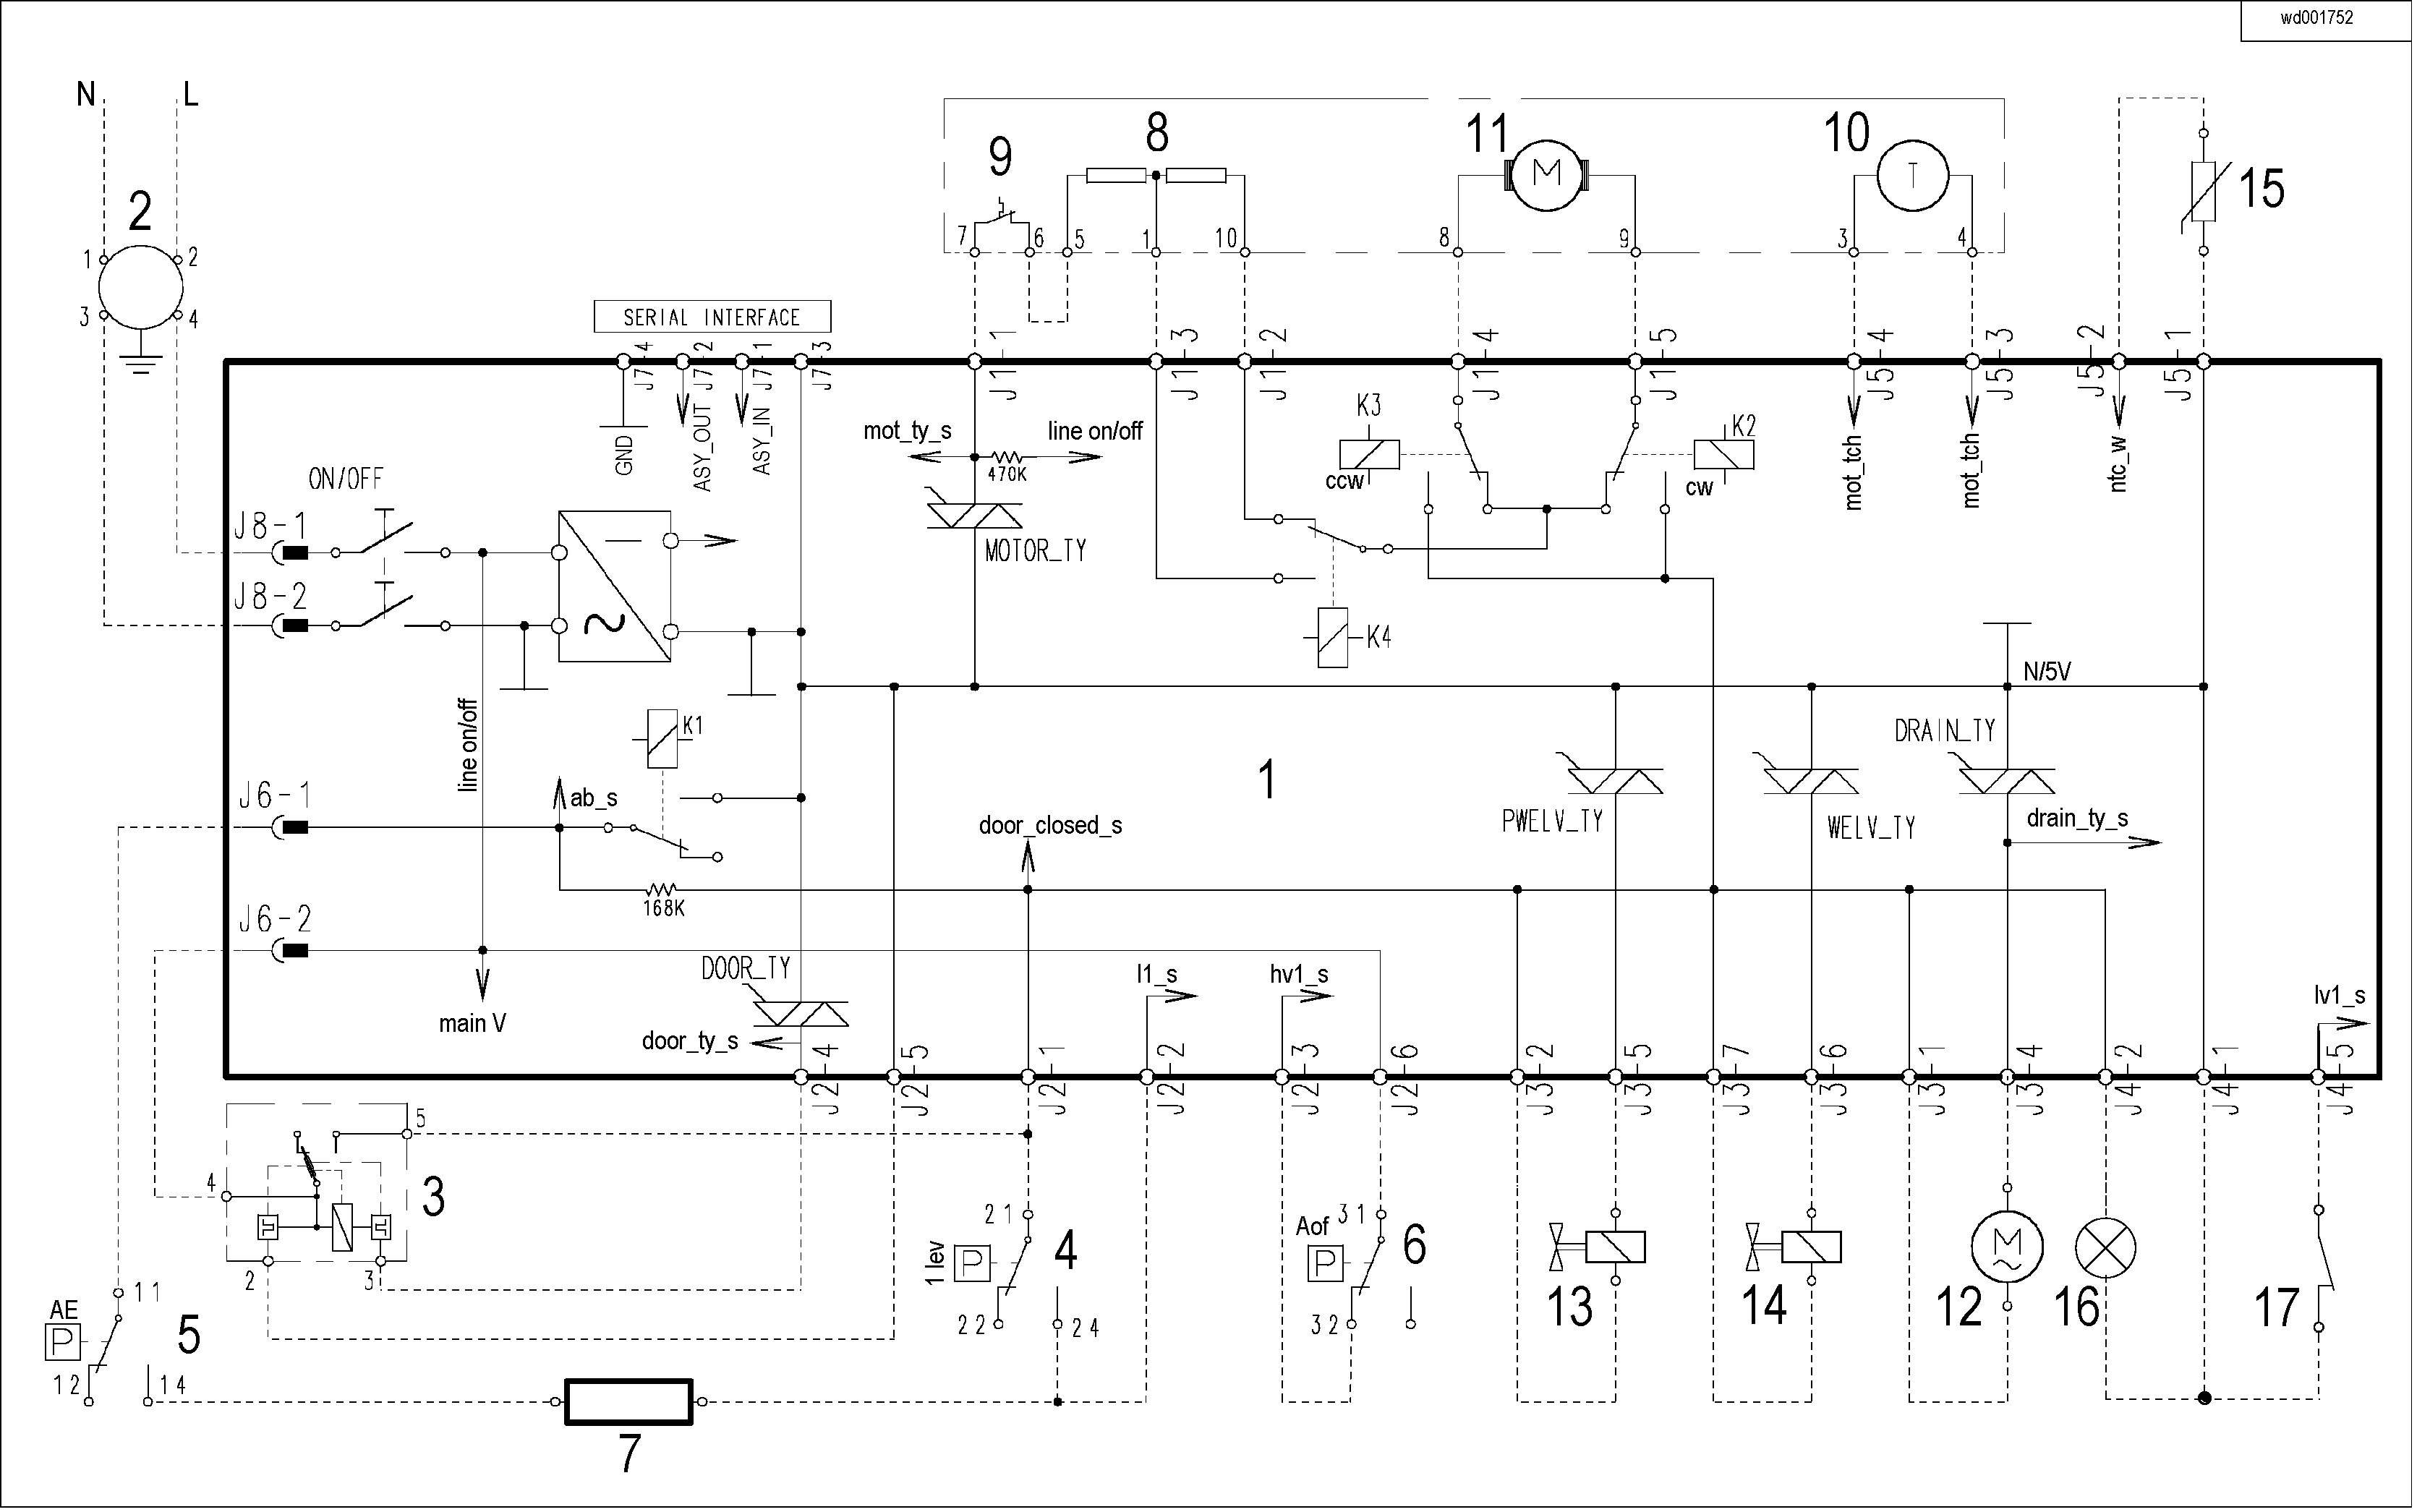 wd001752
N L
2
1 2
3 4
9 8 11 10 15
7 6 5 1 10 8 9 3 4
SERIAL INTERFACE
J7-4 J7-2 J7-1 J7-3 J1-1 J1-3 J1-2 J1-4 J1-5 J5-4 J5-3 J5-2 J5-1
GND ASY_OUT ASY_IN
mot_ty_s line on/off
470K
MOTOR_TY
K3 K2
ccw cw
mot_tch mot_tch ntc_w
ON/OFF
J8-1
J8-2
K4
N/5V
line on/off
K1
DRAIN_TY
1
J6-1
ab_s
door_closed_s
PWELV_TY WELV_TY
drain_ty_s
168K
J6-2
DOOR_TY
l1_s hv1_s lv1_s
main V
door_ty_s
J2-4 J2-5 J2-1 J2-2 J2-3 J2-6 J3-2 J3-5 J3-7 J3-6 J3-1 J3-4 J4-2 J4-1 J4-5
5
4 3
2 3
21 Aof 31
1 lev P 4 P 6
M
22 24 32
13 14 12 16 17
AE 11
P 5
12 14
7
M
T